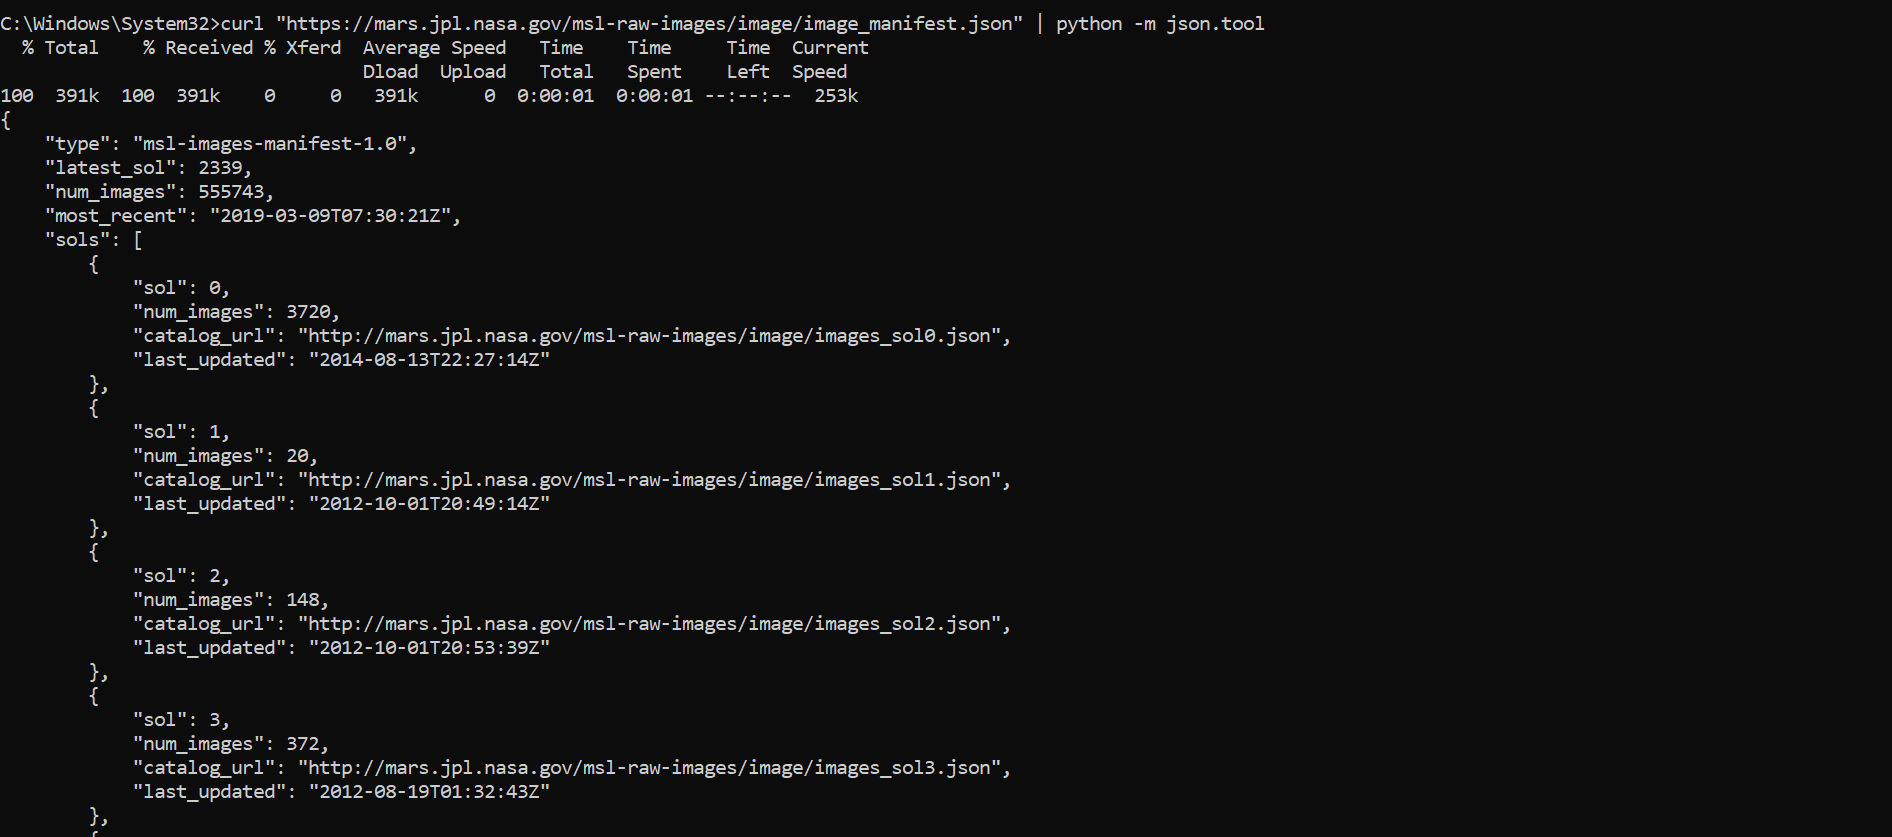 C:\Windows\System32>curl "https://mars.jpl.nasa.gov/msl-raw-images/image/image_manifest.json" | python -m json.tool
  % Total    % Received % Xferd  Average Speed   Time    Time     Time  Current
                                 Dload  Upload   Total   Spent    Left  Speed
100  391k  100  391k    0     0   391k      0  0:00:01  0:00:01 --:--:--  253k
{
    "type": "msl-images-manifest-1.0",
    "latest_sol": 2339,
    "num_images": 555743,
    "most_recent": "2019-03-09T07:30:21Z",
    "sols": [
        {
            "sol": 0,
            "num_images": 3720,
            "catalog_url": "http://mars.jpl.nasa.gov/msl-raw-images/image/images_sol0.json",
            "last_updated": "2014-08-13T22:27:14Z"
        },
        {
            "sol": 1,
            "num_images": 20,
            "catalog_url": "http://mars.jpl.nasa.gov/msl-raw-images/image/images_sol1.json",
            "last_updated": "2012-10-01T20:49:14Z"
        },
        {
            "sol": 2,
            "num_images": 148,
            "catalog_url": "http://mars.jpl.nasa.gov/msl-raw-images/image/images_sol2.json",
            "last_updated": "2012-10-01T20:53:39Z"
        },
        {
            "sol": 3,
            "num_images": 372,
            "catalog_url": "http://mars.jpl.nasa.gov/msl-raw-images/image/images_sol3.json",
            "last_updated": "2012-08-19T01:32:43Z"
        },
        {